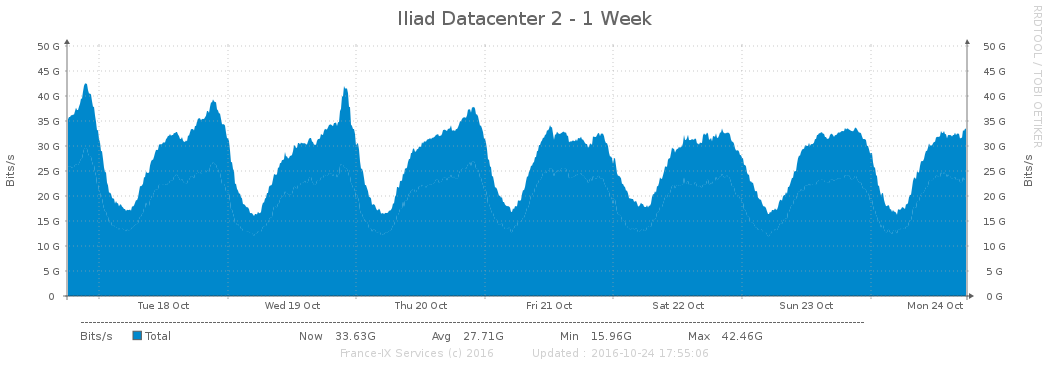 Iliad Datacenter 2 - 1 Week
RRDTOOL / TOBI OETIKER
50 G 50 G
45 G 45 G
40 G 40 G
35 G 35 G
30 G 30 G
25 G 25 G
20 G 20 G
15 G 15 G
10 G 10 G
5 G 5 G
0 0 G
Bits/s Bits/s
Tue 18 Oct Wed 19 Oct Thu 20 Oct Fri 21 Oct Sat 22 Oct Sun 23 Oct Mon 24 Oct
Bits/s Total Now 33.63G Avg 27.71G Min 15.96G Max 42.46G
France-IX Services (c) 2016 Updated : 2016-10-24 17:55:06